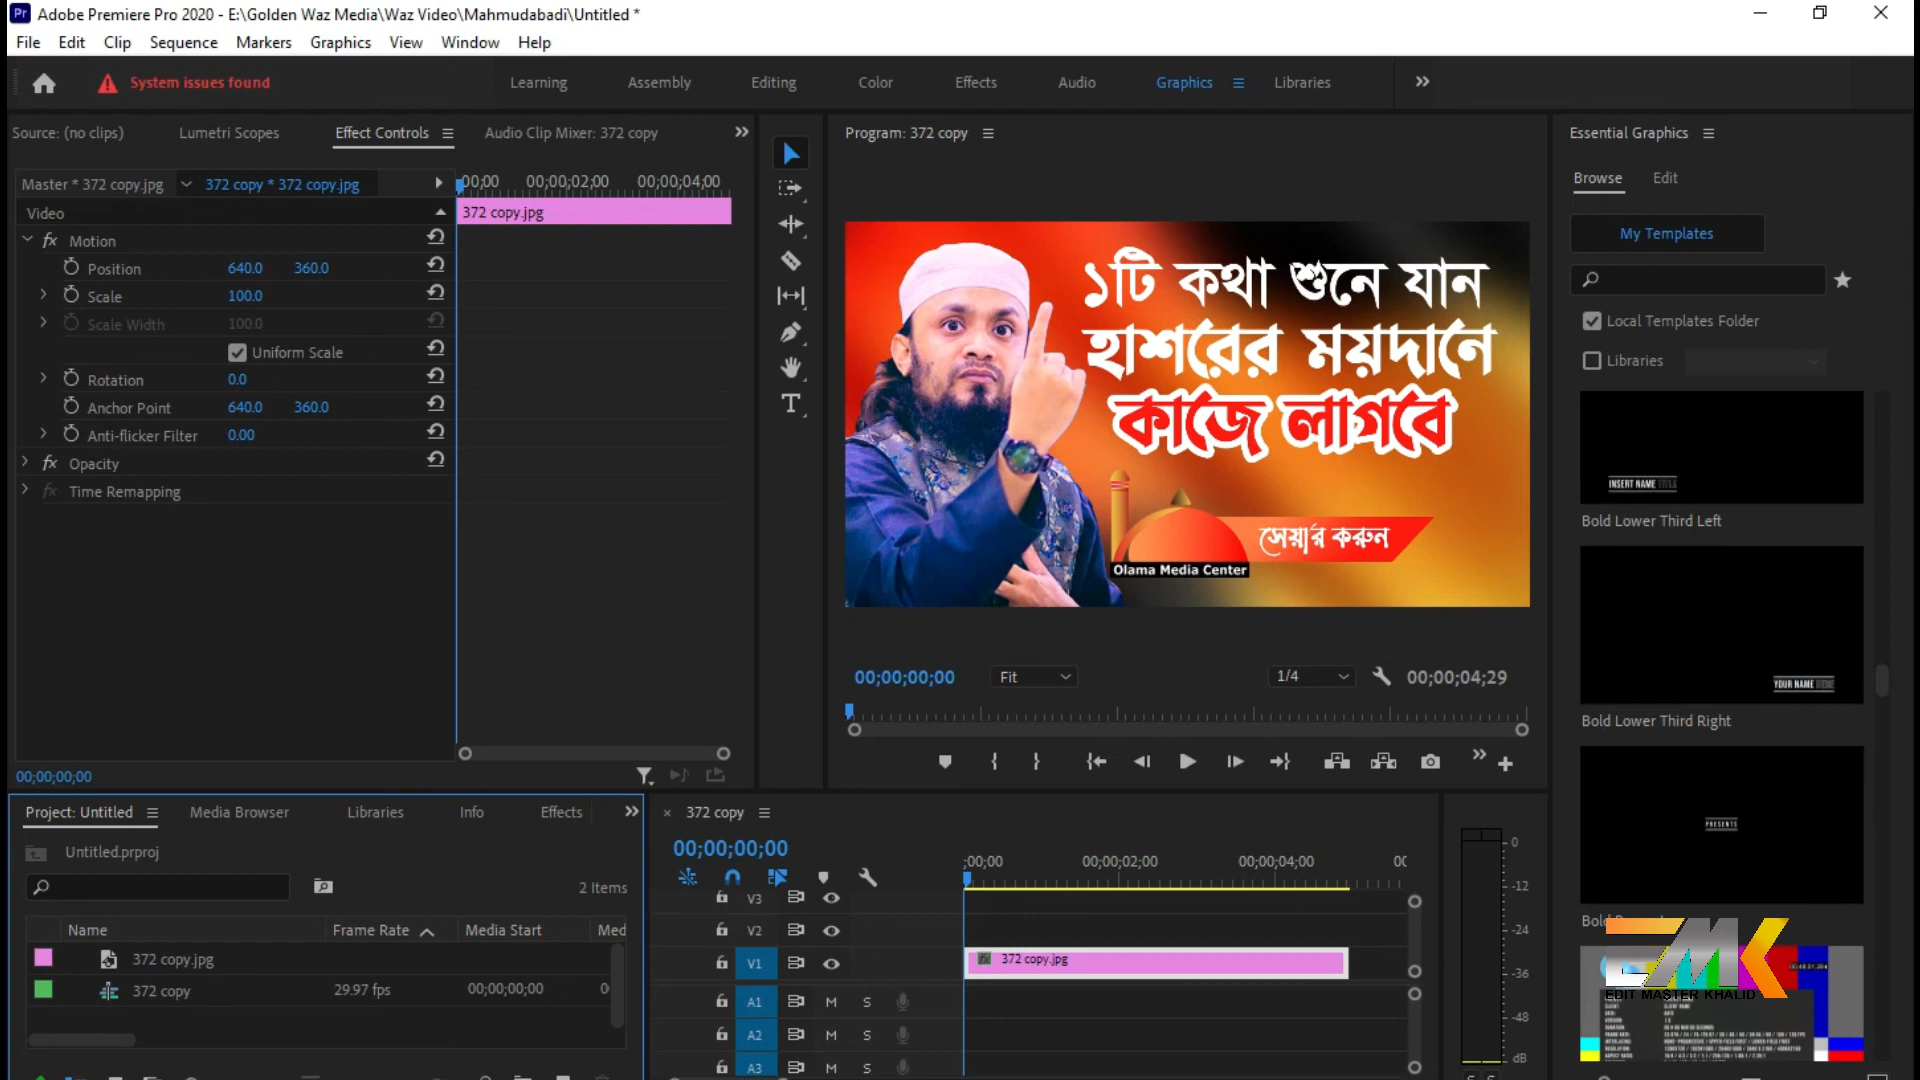 Adobe Premiere Pro 2020 - E:\Golden Waz Media\Waz Video\Mahmudabadi\Untitled *
File Edit Clip Sequence Markers Graphics View Window Help
System issues found
Learning Assembly Editing Color Effects Audio Graphics Libraries
Source: (no clips) Lumetri Scopes Effect Controls Audio Clip Mixer: 372 copy
Master * 372 copy.jpg 372 copy * 372 copy.jpg
;00;00 00;00;02;00 00;00;04;00
Video
372 copy.jpg
fx Motion
Position 640.0 360.0
Scale 100.0
Scale Width 100.0
Uniform Scale
Rotation 0.0
Anchor Point 640.0 360.0
Anti-flicker Filter 0.00
fx Opacity
fx Time Remapping
00;00;00;00
Program: 372 copy
১টি কথা শুনে যান
হাশরের ময়দানে
কাজে লাগবে
সেয়ার করুন
Olama Media Center
00;00;00;00 Fit 1/4 00;00;04;29
Essential Graphics
Browse Edit
My Templates
Local Templates Folder
Libraries
INSERT NAME TITLE
Bold Lower Third Left
YOUR NAME HERE
Bold Lower Third Right
PRESENTS
EDIT MASTER KHALID
Project: Untitled Media Browser Libraries Info Effects
Untitled.prproj
2 Items
Name Frame Rate Media Start Med
372 copy.jpg
372 copy 29.97 fps 00;00;00;00 0
372 copy
00;00;00;00
;00;00 00;00;02;00 00;00;04;00 00
V3
V2
V1 fx 372 copy.jpg
A1 M S
A2 M S
A3 M S
0
-12
-24
-36
-48
dB
S S